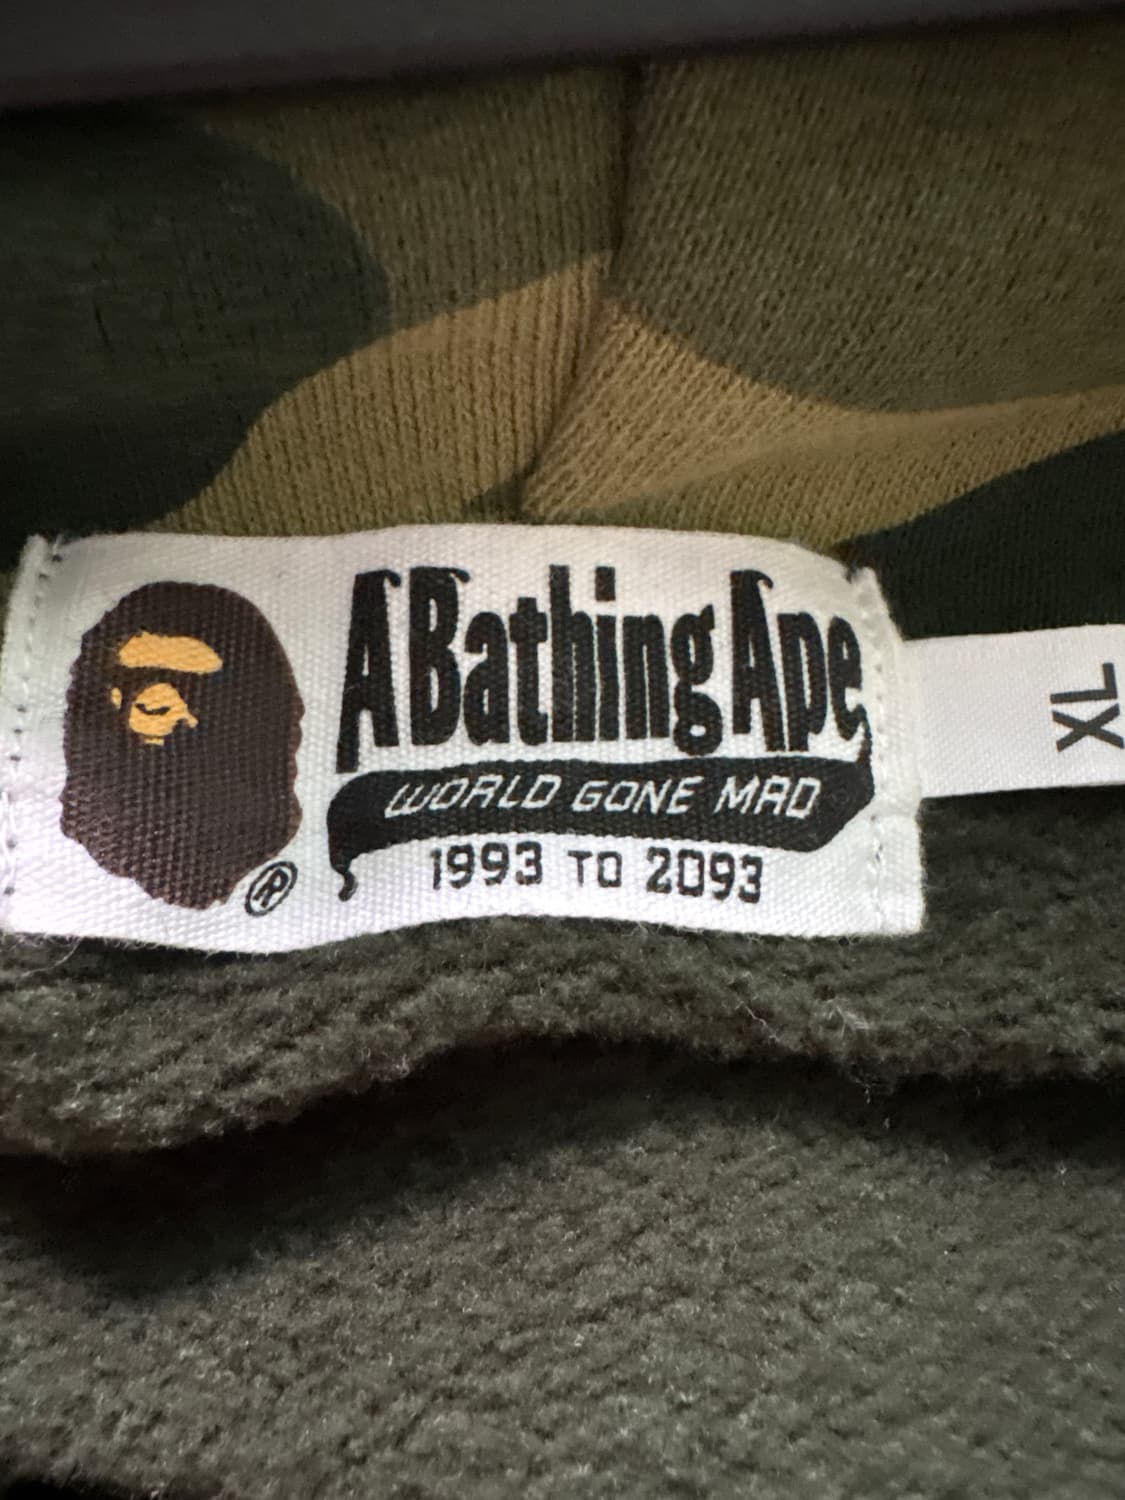 A Bathing Ape
WORLD GONE MAD
1993 TO 2093
®
XL